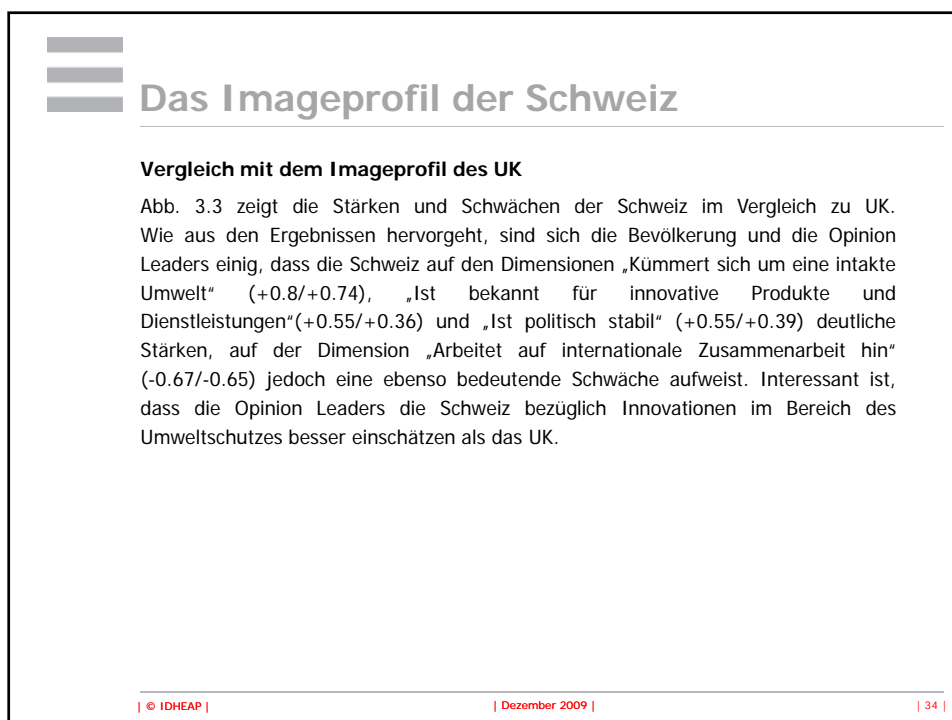 Das Imageprofil der Schweiz
Vergleich mit dem Imageprofil des UK
Abb. 3.3 zeigt die Stärken und Schwächen der Schweiz im Vergleich zu UK.
Wie aus den Ergebnissen hervorgeht, sind sich die Bevölkerung und die Opinion
Leaders einig, dass die Schweiz auf den Dimensionen „Kümmert sich um eine intakte
Umwelt“ (+0.8/+0.74), „Ist bekannt für innovative Produkte und
Dienstleistungen“(+0.55/+0.36) und „Ist politisch stabil“ (+0.55/+0.39) deutliche
Stärken, auf der Dimension „Arbeitet auf internationale Zusammenarbeit hin“
(-0.67/-0.65) jedoch eine ebenso bedeutende Schwäche aufweist. Interessant ist,
dass die Opinion Leaders die Schweiz bezüglich Innovationen im Bereich des
Umweltschutzes besser einschätzen als das UK.
| © IDHEAP | | Dezember 2009 | | 34 |